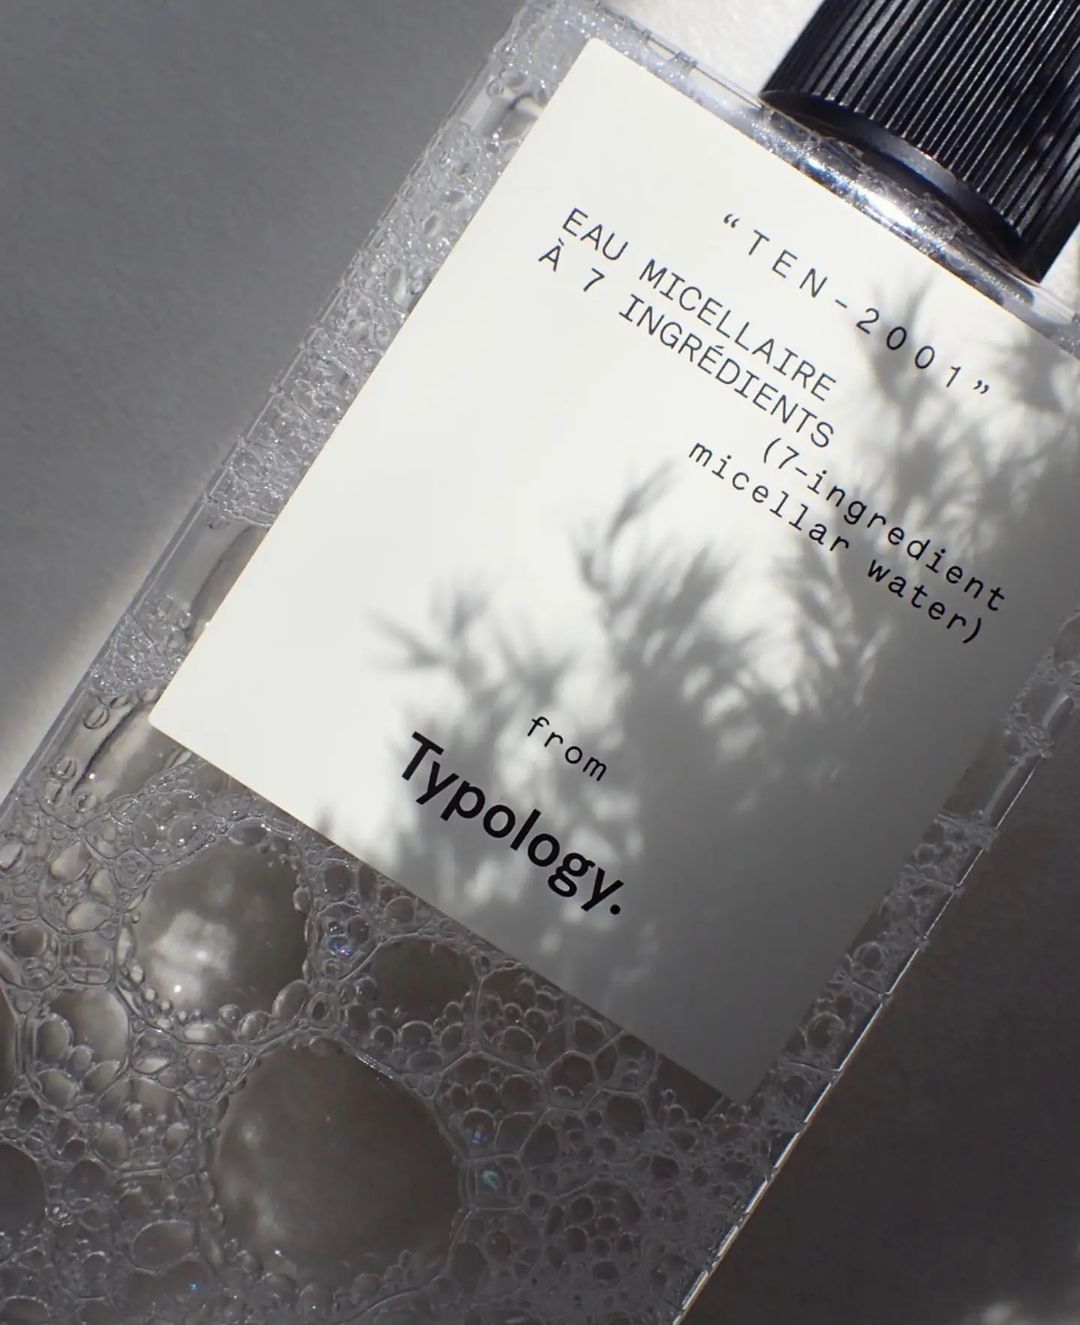 “TEN-2001”
EAU MICELLAIRE
À 7 INGRÉDIENTS
(7-ingredient
micellar water)
from
Typology.